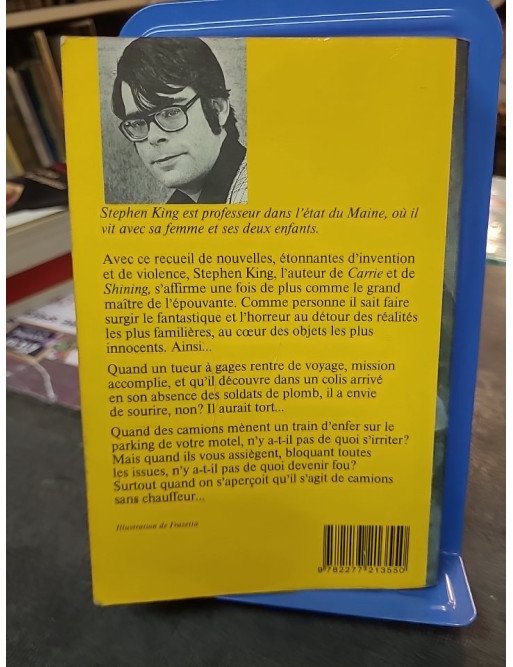 Stephen King est professeur dans l'état du Maine, où il
vit avec sa femme et ses deux enfants.
Avec ce recueil de nouvelles, étonnantes d'invention
et de violence, Stephen King, l'auteur de Carrie et de
Shining, s'affirme une fois de plus comme le grand
maître de l'épouvante. Comme personne il sait faire
surgir le fantastique et l'horreur au détour des réalités
les plus familières, au cœur des objets les plus
innocents. Ainsi...
Quand un tueur à gages rentre de voyage, mission
accomplie, et qu'il découvre dans un colis arrivé
en son absence des soldats de plomb, il a envie
de sourire, non? Il aurait tort...
Quand des camions mènent un train d'enfer sur le
parking de votre motel, n'y a-t-il pas de quoi s'irriter?
Mais quand ils vous assiègent, bloquant toutes
les issues, n'y a-t-il pas de quoi devenir fou?
Surtout quand on s'aperçoit qu'il s'agit de camions
sans chauffeur...
Illustration de Frazetta
9 782277 213550